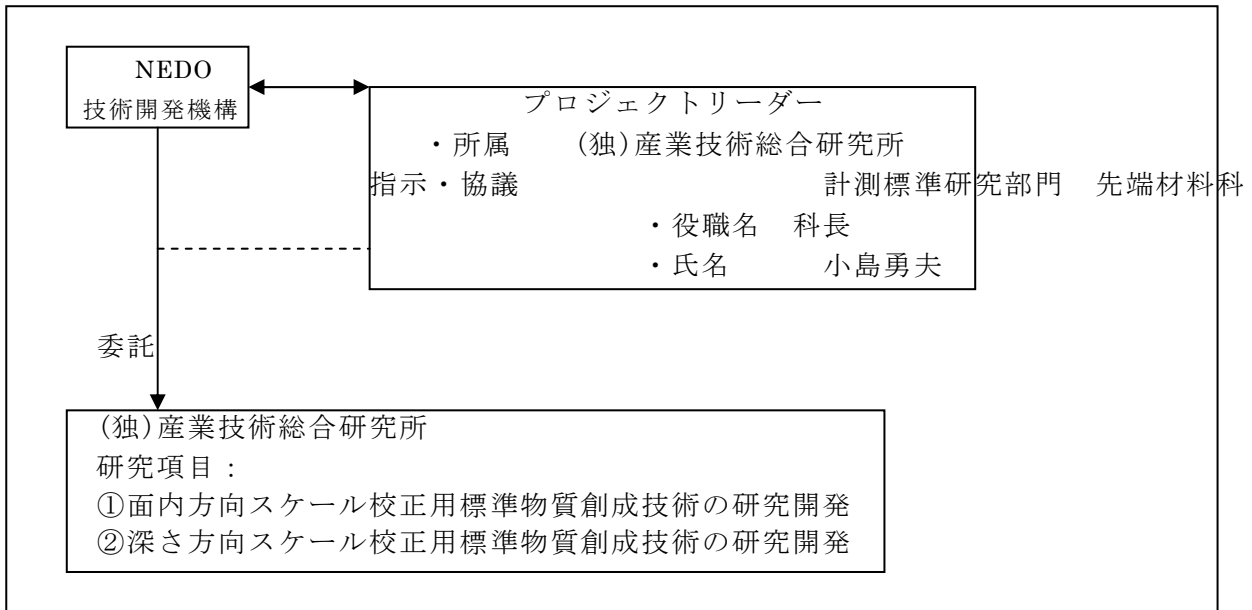 NEDO
技術開発機構
プロジェクトリーダー
・所属　　(独)産業技術総合研究所
指示・協議　　計測標準研究部門　先端材料科
・役職名　科長
・氏名　　小島勇夫
委託
(独)産業技術総合研究所
研究項目：
①面内方向スケール校正用標準物質創成技術の研究開発
②深さ方向スケール校正用標準物質創成技術の研究開発